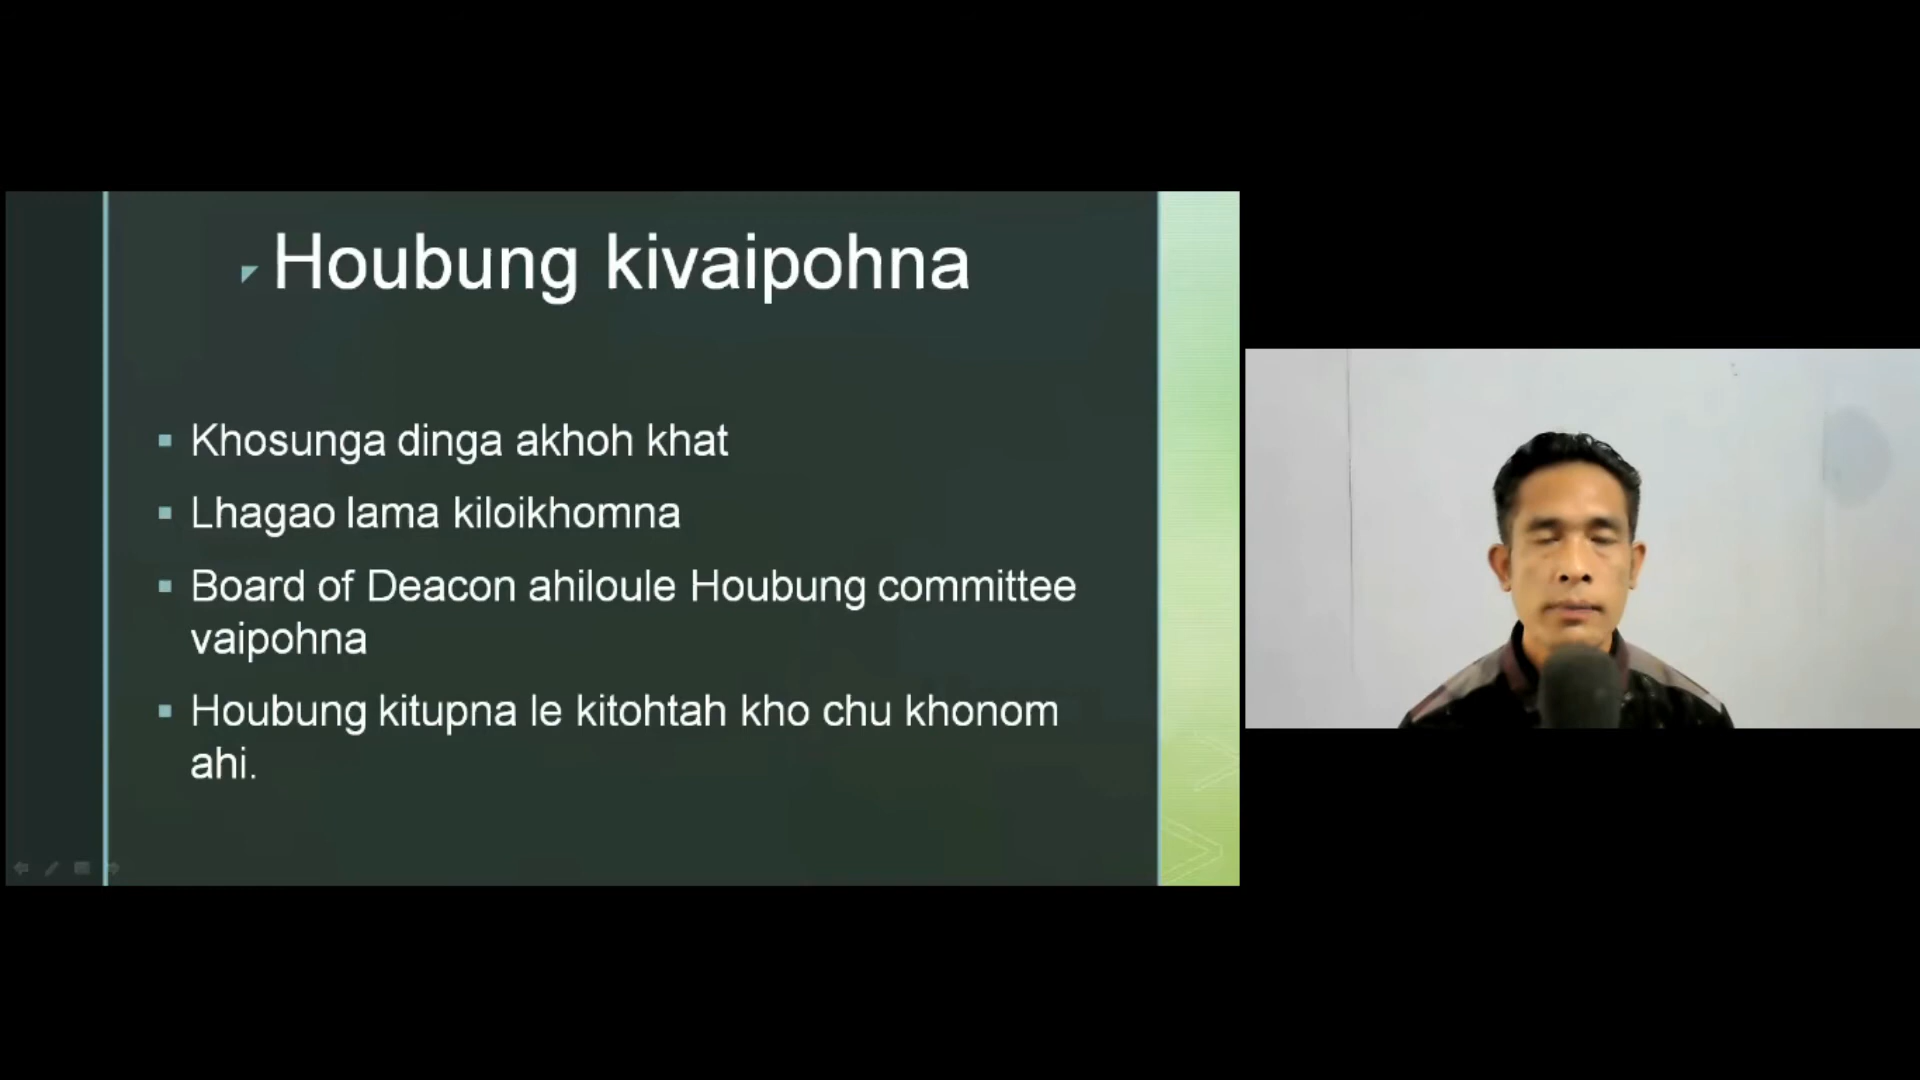 Houbung kivaipohna
Khosunga dinga akhoh khat
Lhagao lama kiloikhomna
Board of Deacon ahiloule Houbung committee
vaipohna
Houbung kitupna le kitohtah kho chu khonom
ahi.